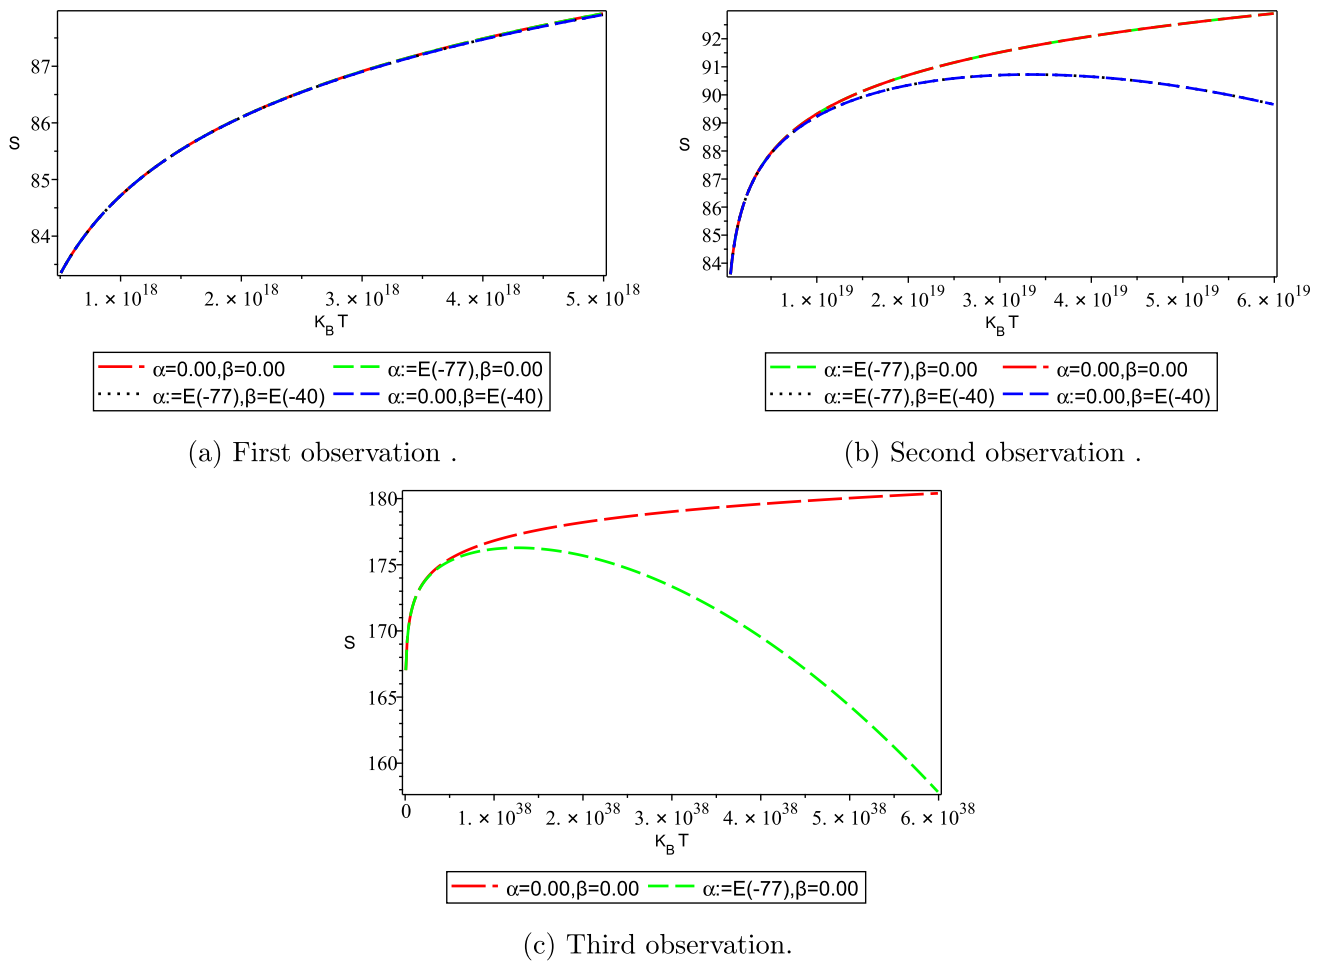 87
86
85
84
S
1. × 10^18 2. × 10^18 3. × 10^18 4. × 10^18 5. × 10^18
K_B T
α=0.00,β=0.00 α:=E(-77),β=0.00
α:=E(-77),β=E(-40) α:=0.00,β=E(-40)
(a) First observation .
92
91
90
89
88
87
86
85
84
S
1. × 10^19 2. × 10^19 3. × 10^19 4. × 10^19 5. × 10^19 6. × 10^19
K_B T
α:=E(-77),β=0.00 α=0.00,β=0.00
α:=E(-77),β=E(-40) α:=0.00,β=E(-40)
(b) Second observation .
180
175
170
165
160
S
0 1. × 10^38 2. × 10^38 3. × 10^38 4. × 10^38 5. × 10^38 6. × 10^38
K_B T
α=0.00,β=0.00 α:=E(-77),β=0.00
(c) Third observation.